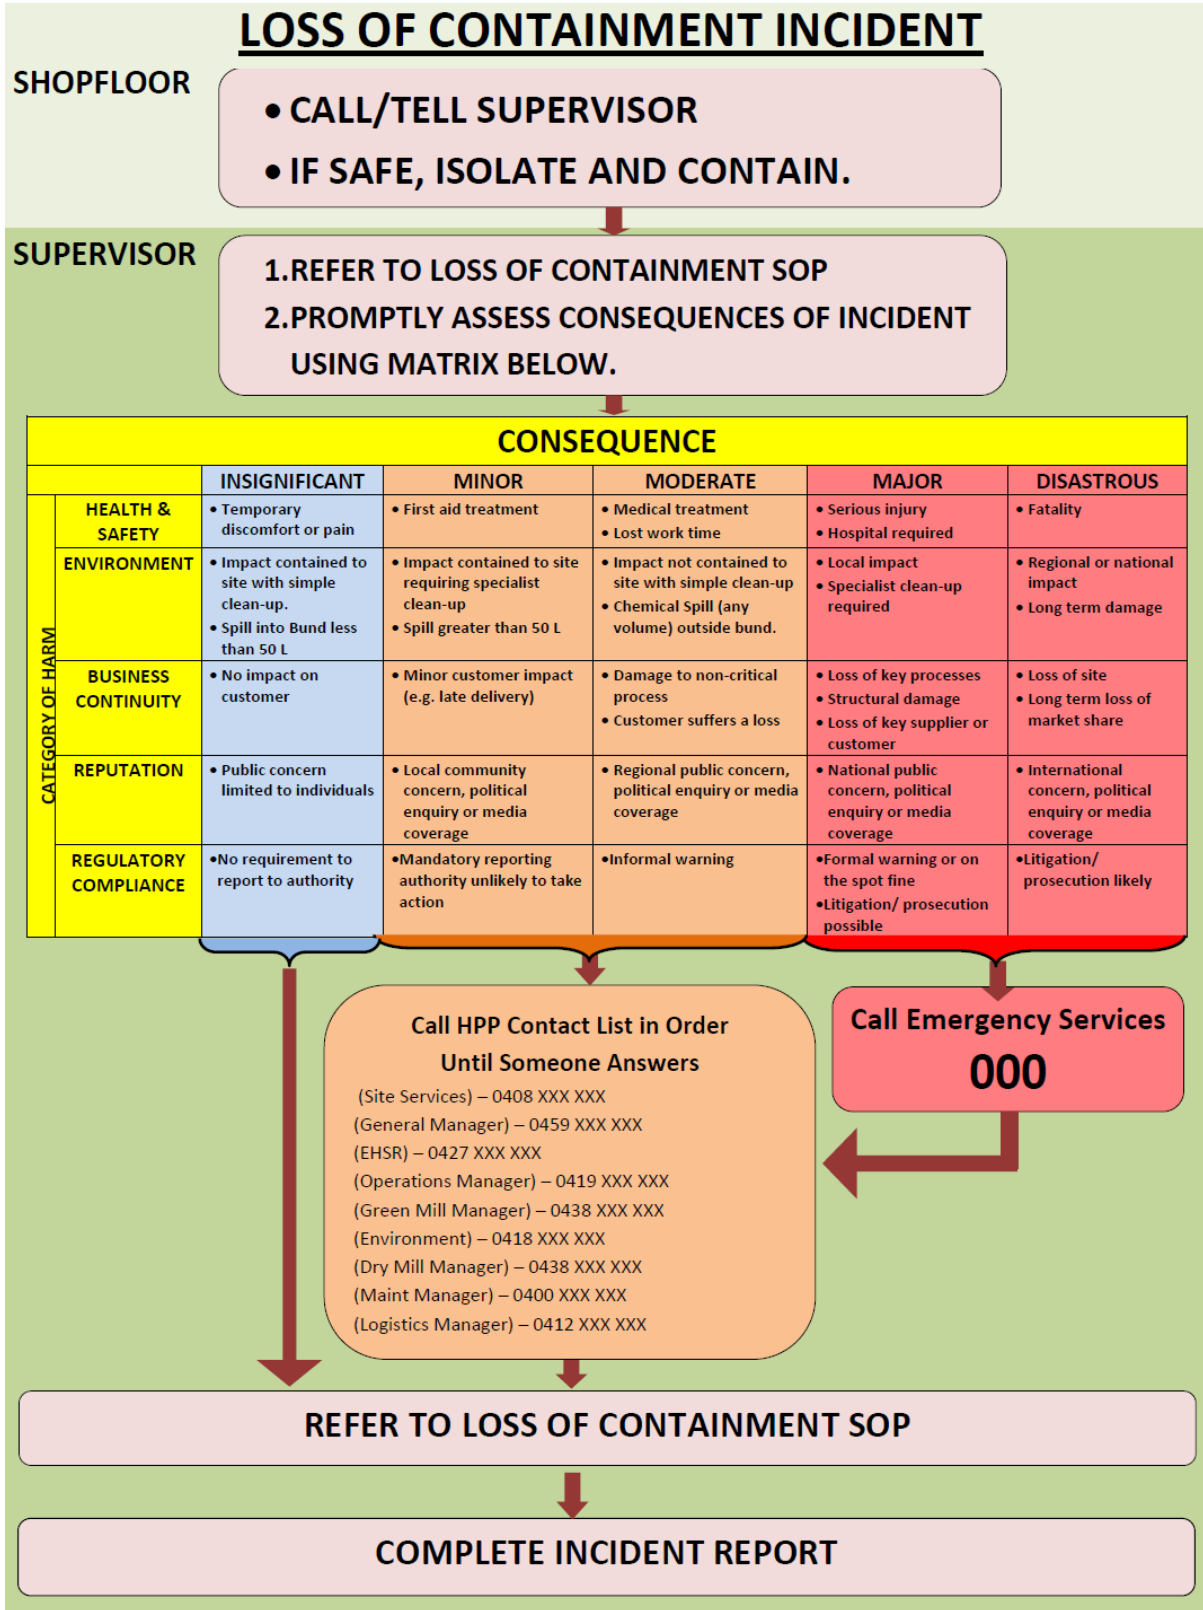 LOSS OF CONTAINMENT INCIDENT
SHOPFLOOR
• CALL/TELL SUPERVISOR
• IF SAFE, ISOLATE AND CONTAIN.
SUPERVISOR
1.REFER TO LOSS OF CONTAINMENT SOP
2.PROMPTLY ASSESS CONSEQUENCES OF INCIDENT
USING MATRIX BELOW.
CONSEQUENCE
INSIGNIFICANT
MINOR
MODERATE
MAJOR
DISASTROUS
CATEGORY OF HARM
HEALTH &
SAFETY
• Temporary
discomfort or pain
• First aid treatment
• Medical treatment
• Lost work time
• Serious injury
• Hospital required
• Fatality
ENVIRONMENT
• Impact contained to
site with simple
clean-up.
• Spill into Bund less
than 50 L
• Impact contained to site
requiring specialist
clean-up
• Spill greater than 50 L
• Impact not contained to
site with simple clean-up
• Chemical Spill (any
volume) outside bund.
• Local impact
• Specialist clean-up
required
• Regional or national
impact
• Long term damage
BUSINESS
CONTINUITY
• No impact on
customer
• Minor customer impact
(e.g. late delivery)
• Damage to non-critical
process
• Customer suffers a loss
• Loss of key processes
• Structural damage
• Loss of key supplier or
customer
• Loss of site
• Long term loss of
market share
REPUTATION
• Public concern
limited to individuals
• Local community
concern, political
enquiry or media
coverage
• Regional public concern,
political enquiry or media
coverage
• National public
concern, political
enquiry or media
coverage
• International
concern, political
enquiry or media
coverage
REGULATORY
COMPLIANCE
•No requirement to
report to authority
•Mandatory reporting
authority unlikely to take
action
•Informal warning
•Formal warning or on
the spot fine
•Litigation/ prosecution
possible
•Litigation/
prosecution likely
Call HPP Contact List in Order
Until Someone Answers
(Site Services) – 0408 XXX XXX
(General Manager) – 0459 XXX XXX
(EHSR) – 0427 XXX XXX
(Operations Manager) – 0419 XXX XXX
(Green Mill Manager) – 0438 XXX XXX
(Environment) – 0418 XXX XXX
(Dry Mill Manager) – 0438 XXX XXX
(Maint Manager) – 0400 XXX XXX
(Logistics Manager) – 0412 XXX XXX
Call Emergency Services
000
REFER TO LOSS OF CONTAINMENT SOP
COMPLETE INCIDENT REPORT